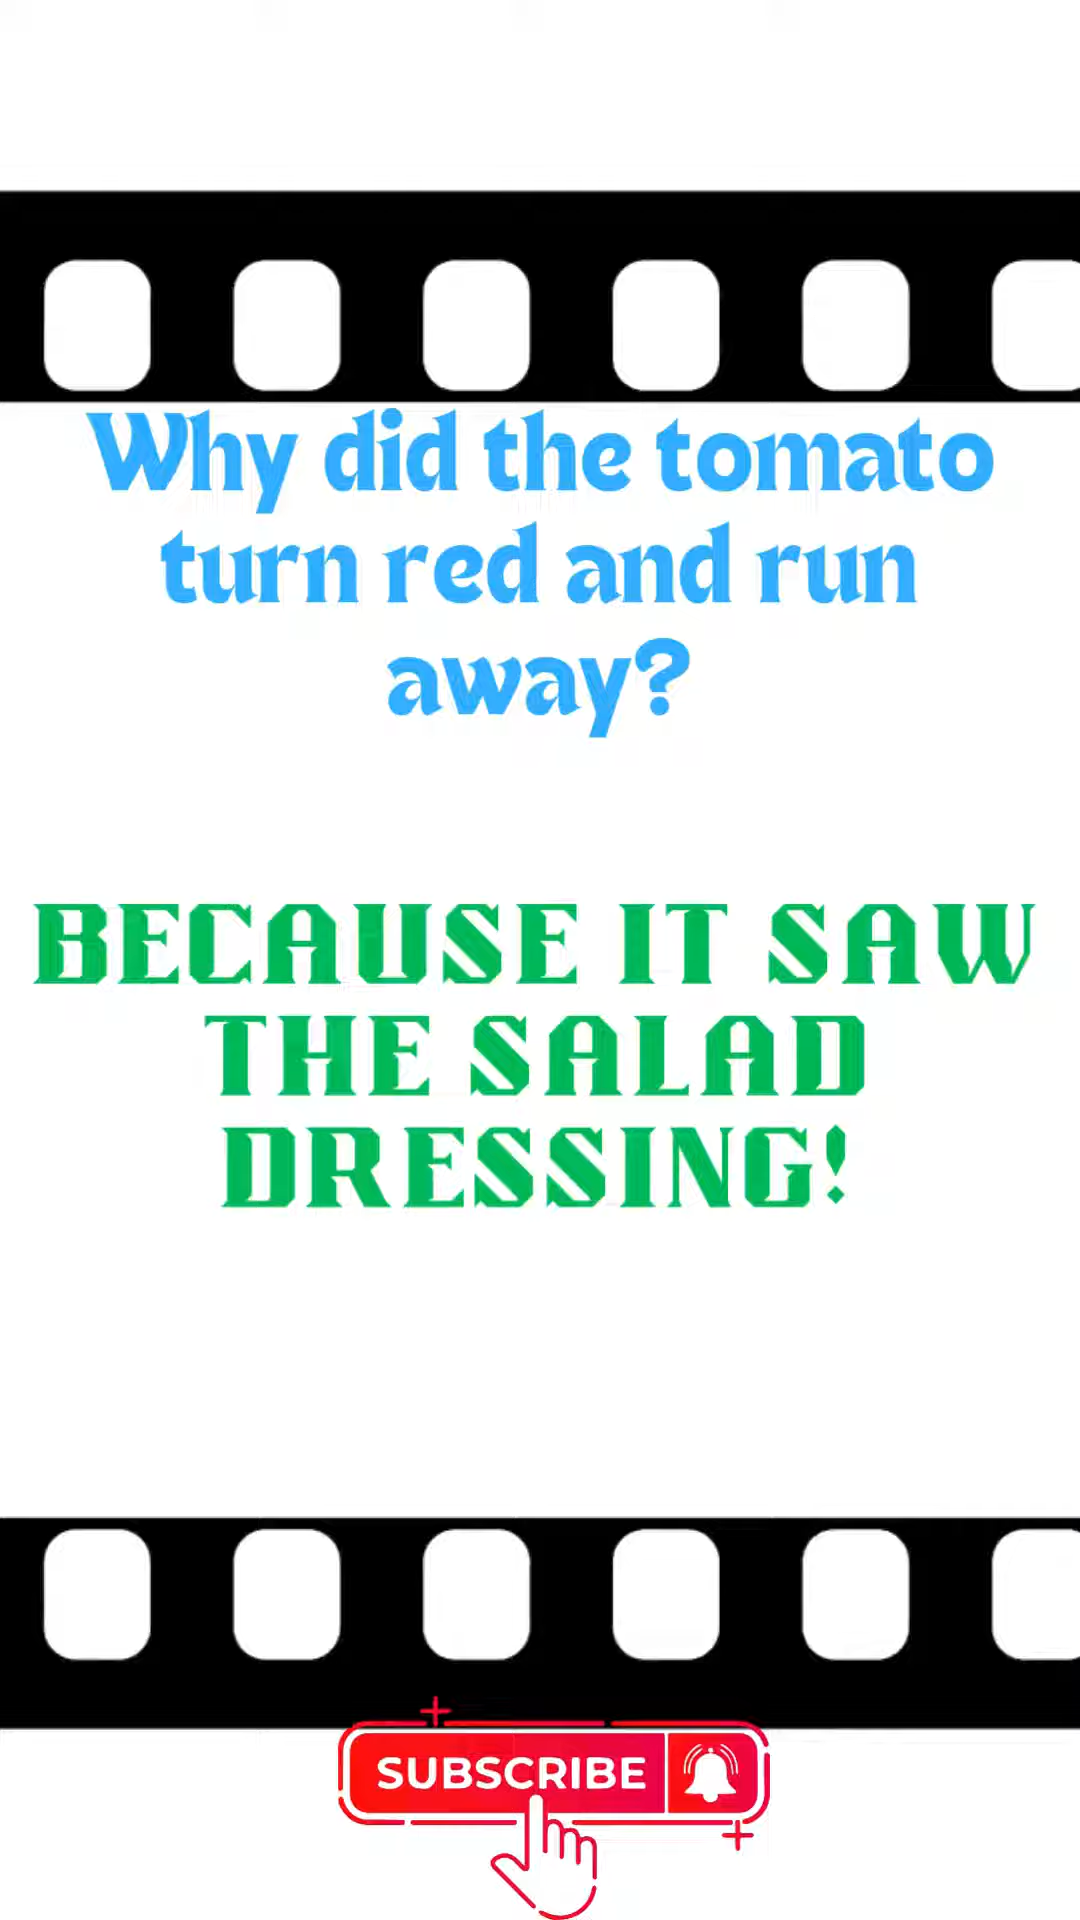 Why did the tomato
turn red and run
away?
BECAUSE IT SAW
THE SALAD
DRESSING!
SUBSCRIBE